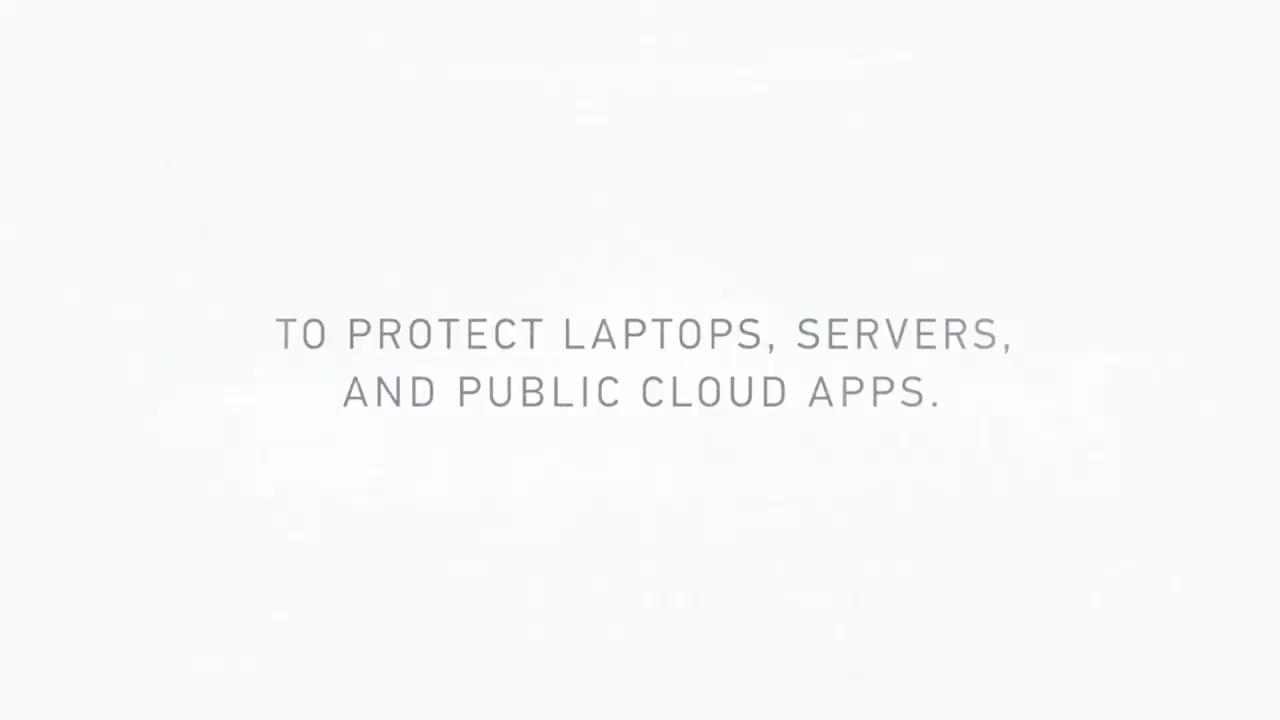 TO PROTECT LAPTOPS, SERVERS,
AND PUBLIC CLOUD APPS.